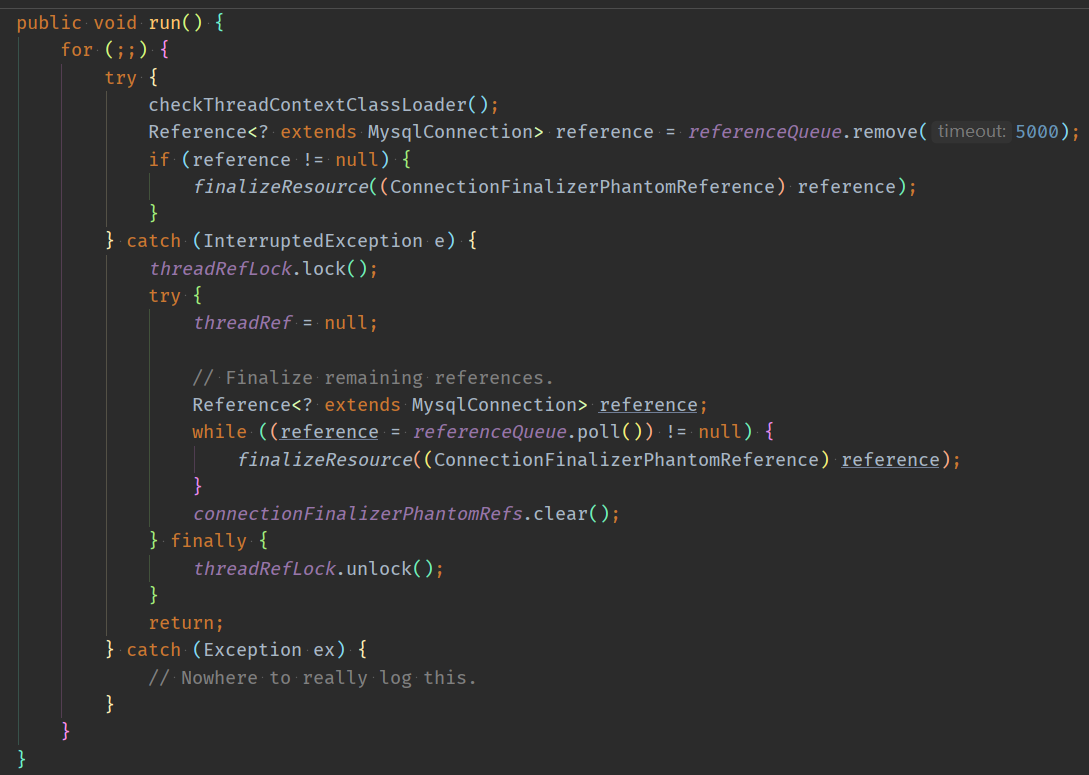 public void run() {
    for (;;) {
        try {
            checkThreadContextClassLoader();
            Reference<? extends MysqlConnection> reference = referenceQueue.remove( timeout: 5000);
            if (reference != null) {
                finalizeResource((ConnectionFinalizerPhantomReference) reference);
            }
        } catch (InterruptedException e) {
            threadRefLock.lock();
            try {
                threadRef = null;

                // Finalize remaining references.
                Reference<? extends MysqlConnection> reference;
                while ((reference = referenceQueue.poll()) != null) {
                    finalizeResource((ConnectionFinalizerPhantomReference) reference);
                }
                connectionFinalizerPhantomRefs.clear();
            } finally {
                threadRefLock.unlock();
            }
            return;
        } catch (Exception ex) {
            // Nowhere to really log this.
        }
    }
}